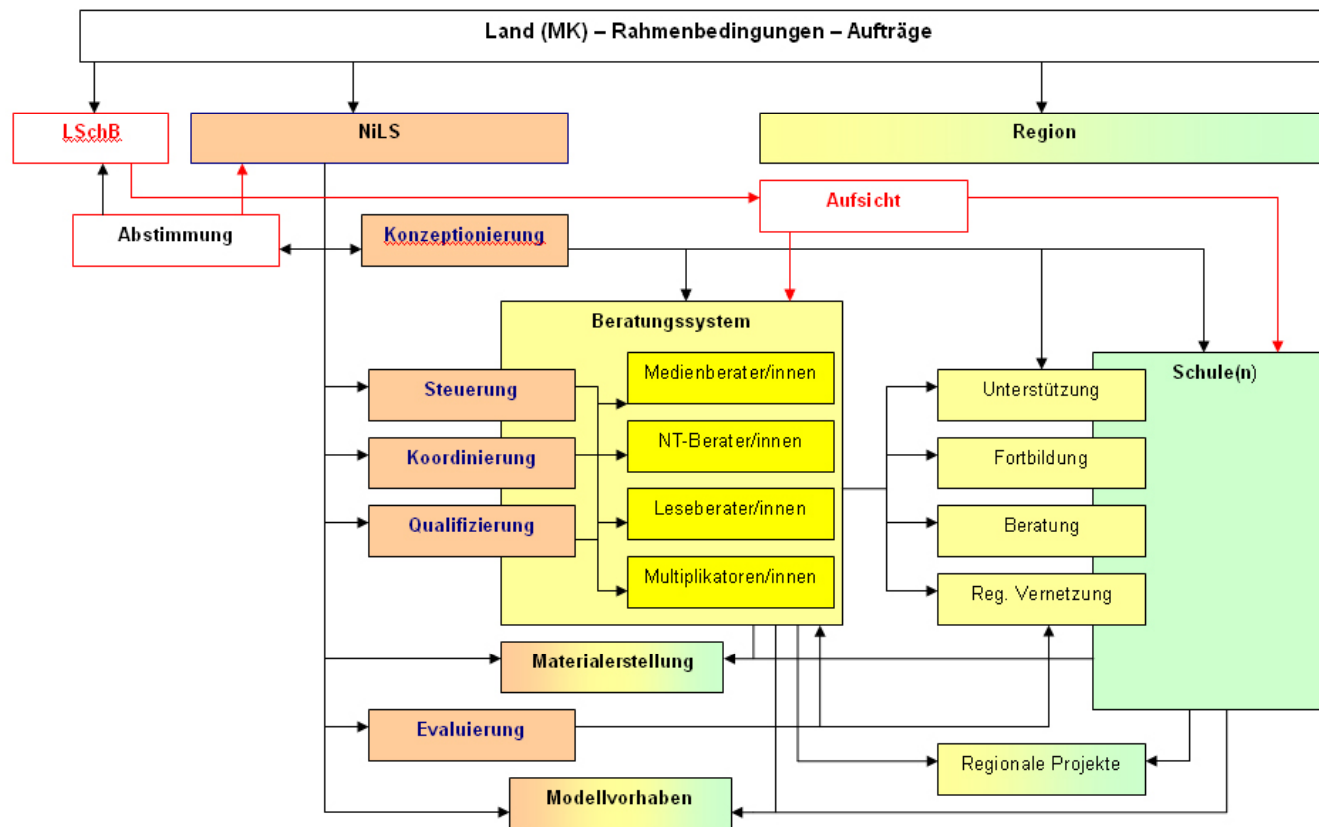 Land (MK) – Rahmenbedingungen – Aufträge
LSchB
NiLS
Region
Aufsicht
Abstimmung
Konzeptionierung
Beratungssystem
Medienberater/innen
Steuerung
Unterstützung
Schule(n)
NT-Berater/innen
Koordinierung
Fortbildung
Leseberater/innen
Qualifizierung
Beratung
Multiplikatoren/innen
Reg. Vernetzung
Materialerstellung
Evaluierung
Regionale Projekte
Modellvorhaben